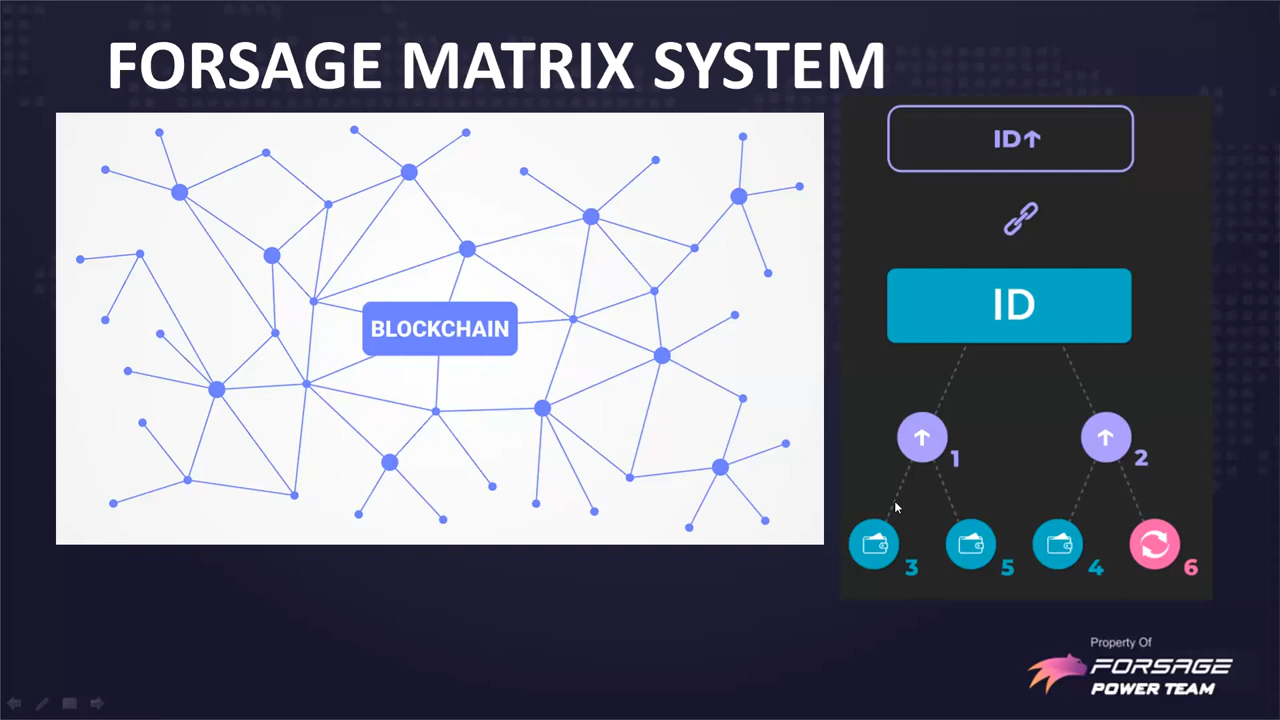 FORSAGE MATRIX SYSTEM
BLOCKCHAIN
ID↑
ID
1
2
3
5
4
6
Property Of
FORSAGE
POWER TEAM